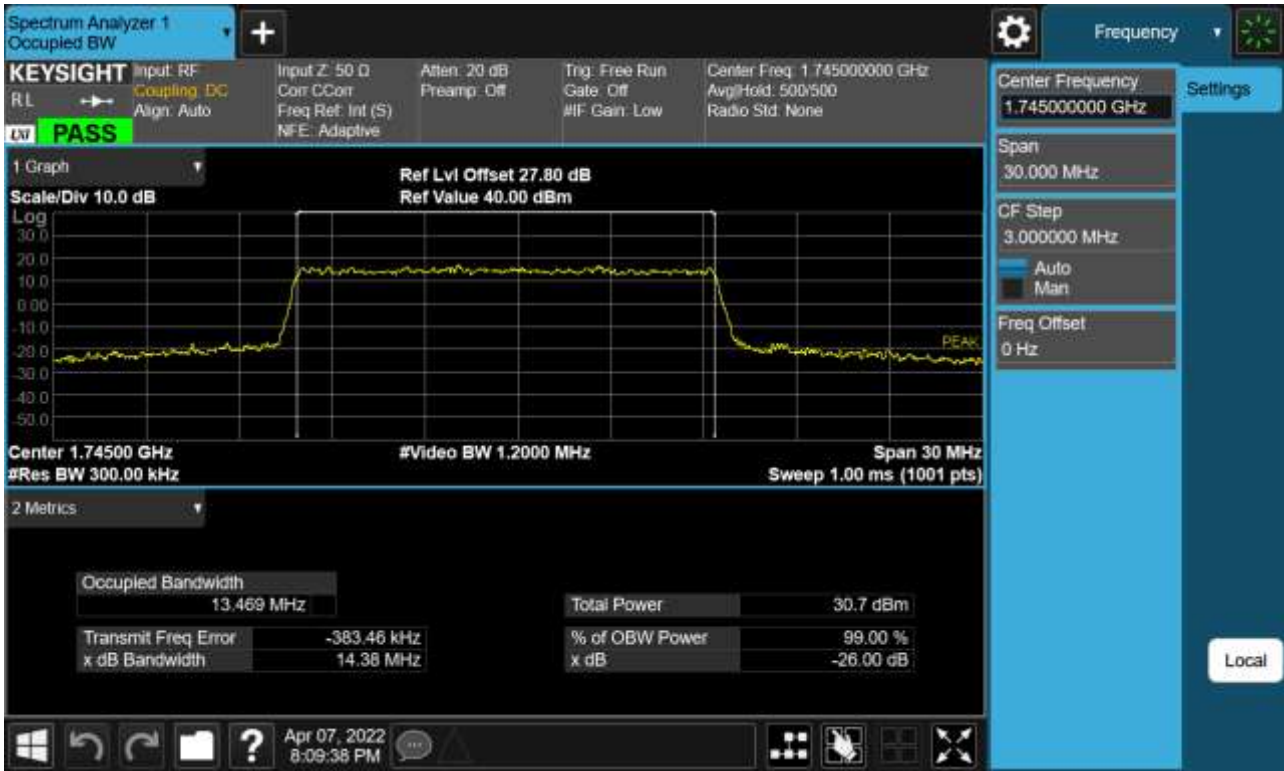 Spectrum Analyzer 1
Occupied BW
+
Frequency
KEYSIGHT
RL
LXI
PASS
Input: RF
Coupling: DC
Align: Auto
Input Z: 50 Ω
Corr CCorr
Freq Ref: Int (S)
NFE: Adaptive
Atten: 20 dB
Preamp: Off
Trig: Free Run
Gate: Off
#IF Gain: Low
Center Freq: 1.745000000 GHz
Avg|Hold: 500/500
Radio Std: None
Center Frequency
1.745000000 GHz
Settings
Span
30.000 MHz
CF Step
3.000000 MHz
Auto
Man
Freq Offset
0 Hz
Local
1 Graph
Scale/Div 10.0 dB
Ref Lvl Offset 27.80 dB
Ref Value 40.00 dBm
Log
30.0
20.0
10.0
0.00
-10.0
-20.0
-30.0
-40.0
-50.0
PEAK
Center 1.74500 GHz
#Video BW 1.2000 MHz
Span 30 MHz
#Res BW 300.00 kHz
Sweep 1.00 ms (1001 pts)
2 Metrics
Occupied Bandwidth
13.469 MHz
Total Power 30.7 dBm
Transmit Freq Error -383.46 kHz
% of OBW Power 99.00 %
x dB Bandwidth 14.38 MHz
x dB -26.00 dB
?
Apr 07, 2022
8:09:38 PM